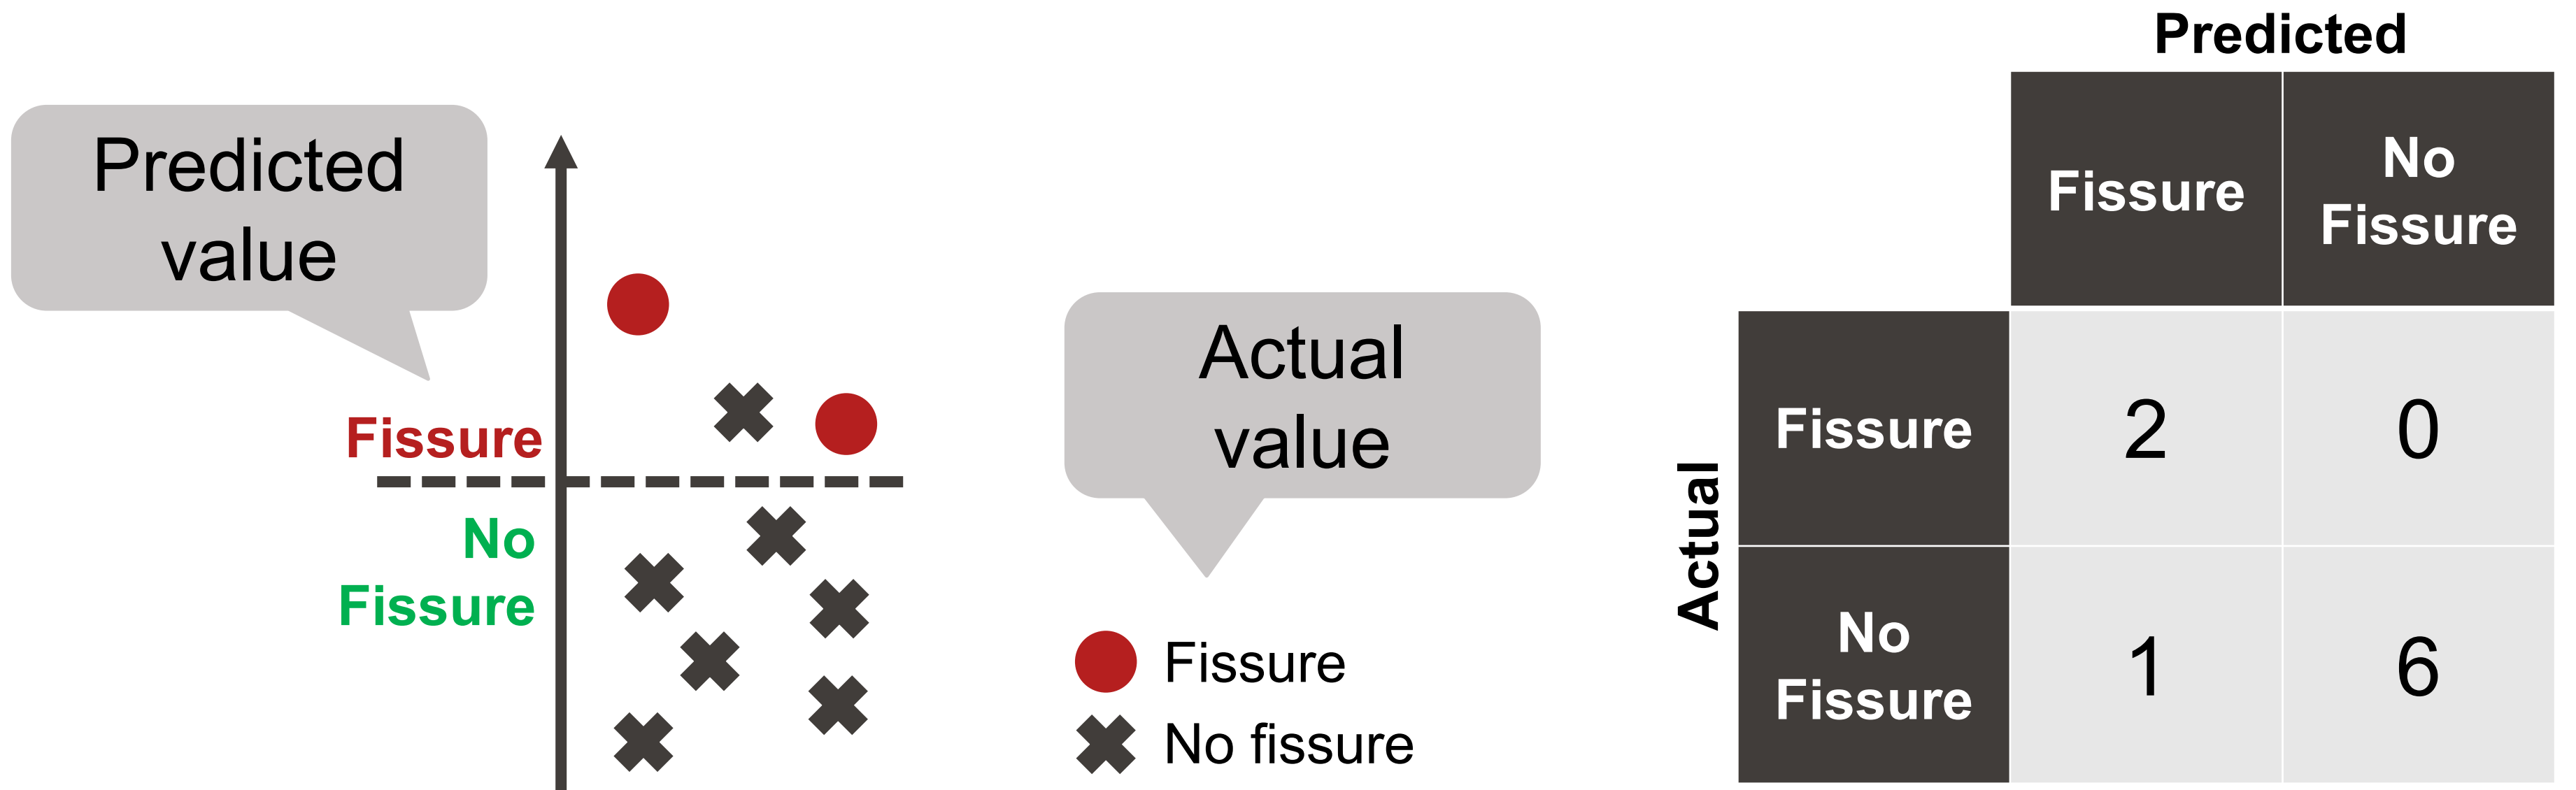 Predicted
value
Fissure
No
Fissure
Actual
value
Fissure
No fissure
Predicted
Fissure
No
Fissure
Actual
Fissure
2
0
No
Fissure
1
6